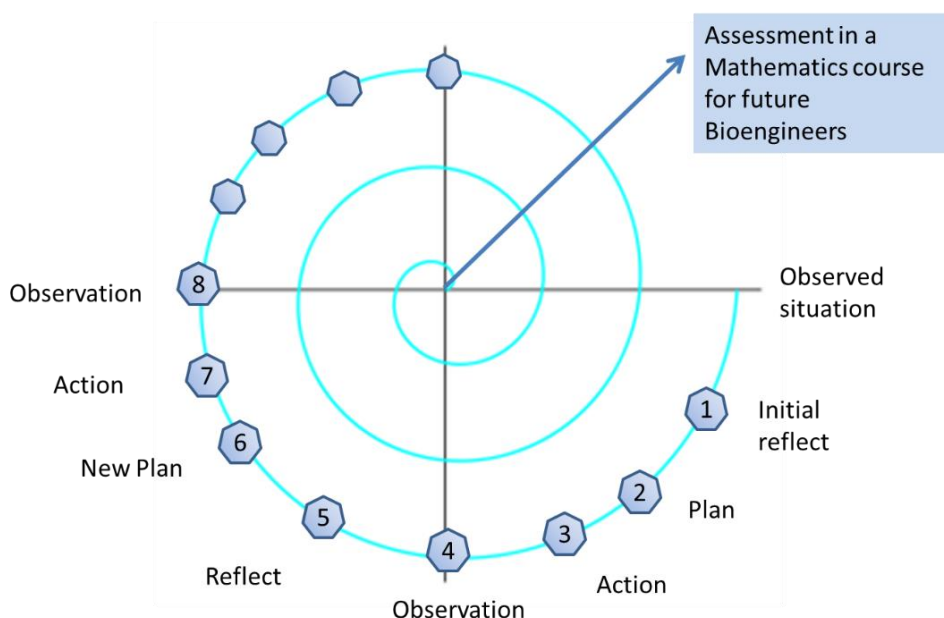 Assessment in a
Mathematics course
for future
Bioengineers
Observation
8
Observed
situation
Action
7
1
Initial
reflect
New Plan
6
2
Plan
5
3
4
Reflect
Action
Observation